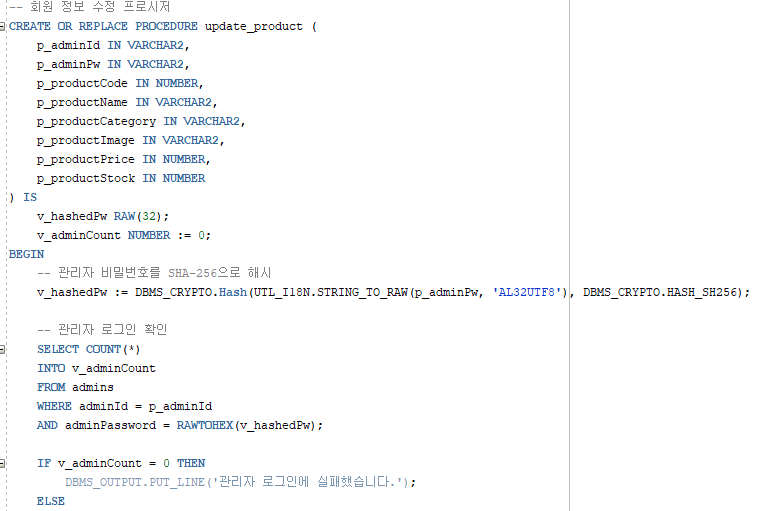 -- 회원 정보 수정 프로시저
CREATE OR REPLACE PROCEDURE update_product (
    p_adminId IN VARCHAR2,
    p_adminPw IN VARCHAR2,
    p_productCode IN NUMBER,
    p_productName IN VARCHAR2,
    p_productCategory IN VARCHAR2,
    p_productImage IN VARCHAR2,
    p_productPrice IN NUMBER,
    p_productStock IN NUMBER
) IS
    v_hashedPw RAW(32);
    v_adminCount NUMBER := 0;
BEGIN
    -- 관리자 비밀번호를 SHA-256으로 해시
    v_hashedPw := DBMS_CRYPTO.Hash(UTL_I18N.STRING_TO_RAW(p_adminPw, 'AL32UTF8'), DBMS_CRYPTO.HASH_SH256);

    -- 관리자 로그인 확인
    SELECT COUNT(*)
    INTO v_adminCount
    FROM admins
    WHERE adminId = p_adminId
    AND adminPassword = RAWTOHEX(v_hashedPw);

    IF v_adminCount = 0 THEN
        DBMS_OUTPUT.PUT_LINE('관리자 로그인에 실패했습니다.');
    ELSE